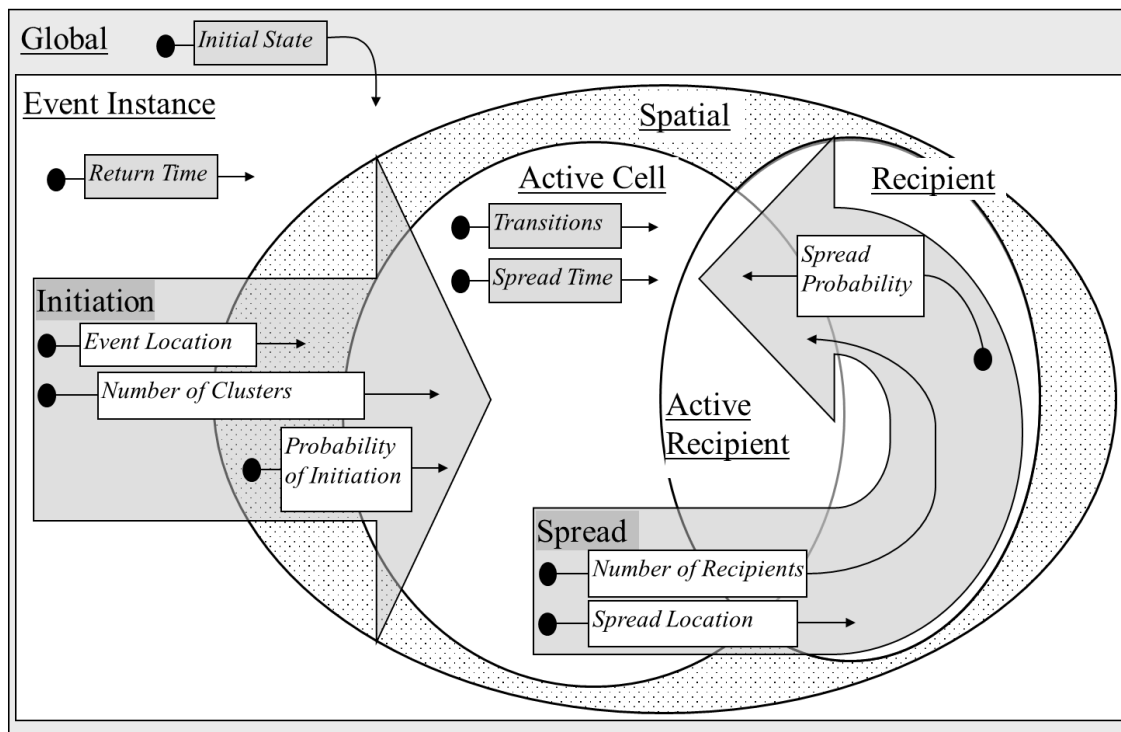 Global
Initial State
Event Instance
Spatial
Return Time
Active Cell
Recipient
Transitions
Spread
Probability
Spread Time
Initiation
Event Location
Number of Clusters
Active
Recipient
Probability
of Initiation
Spread
Number of Recipients
Spread Location